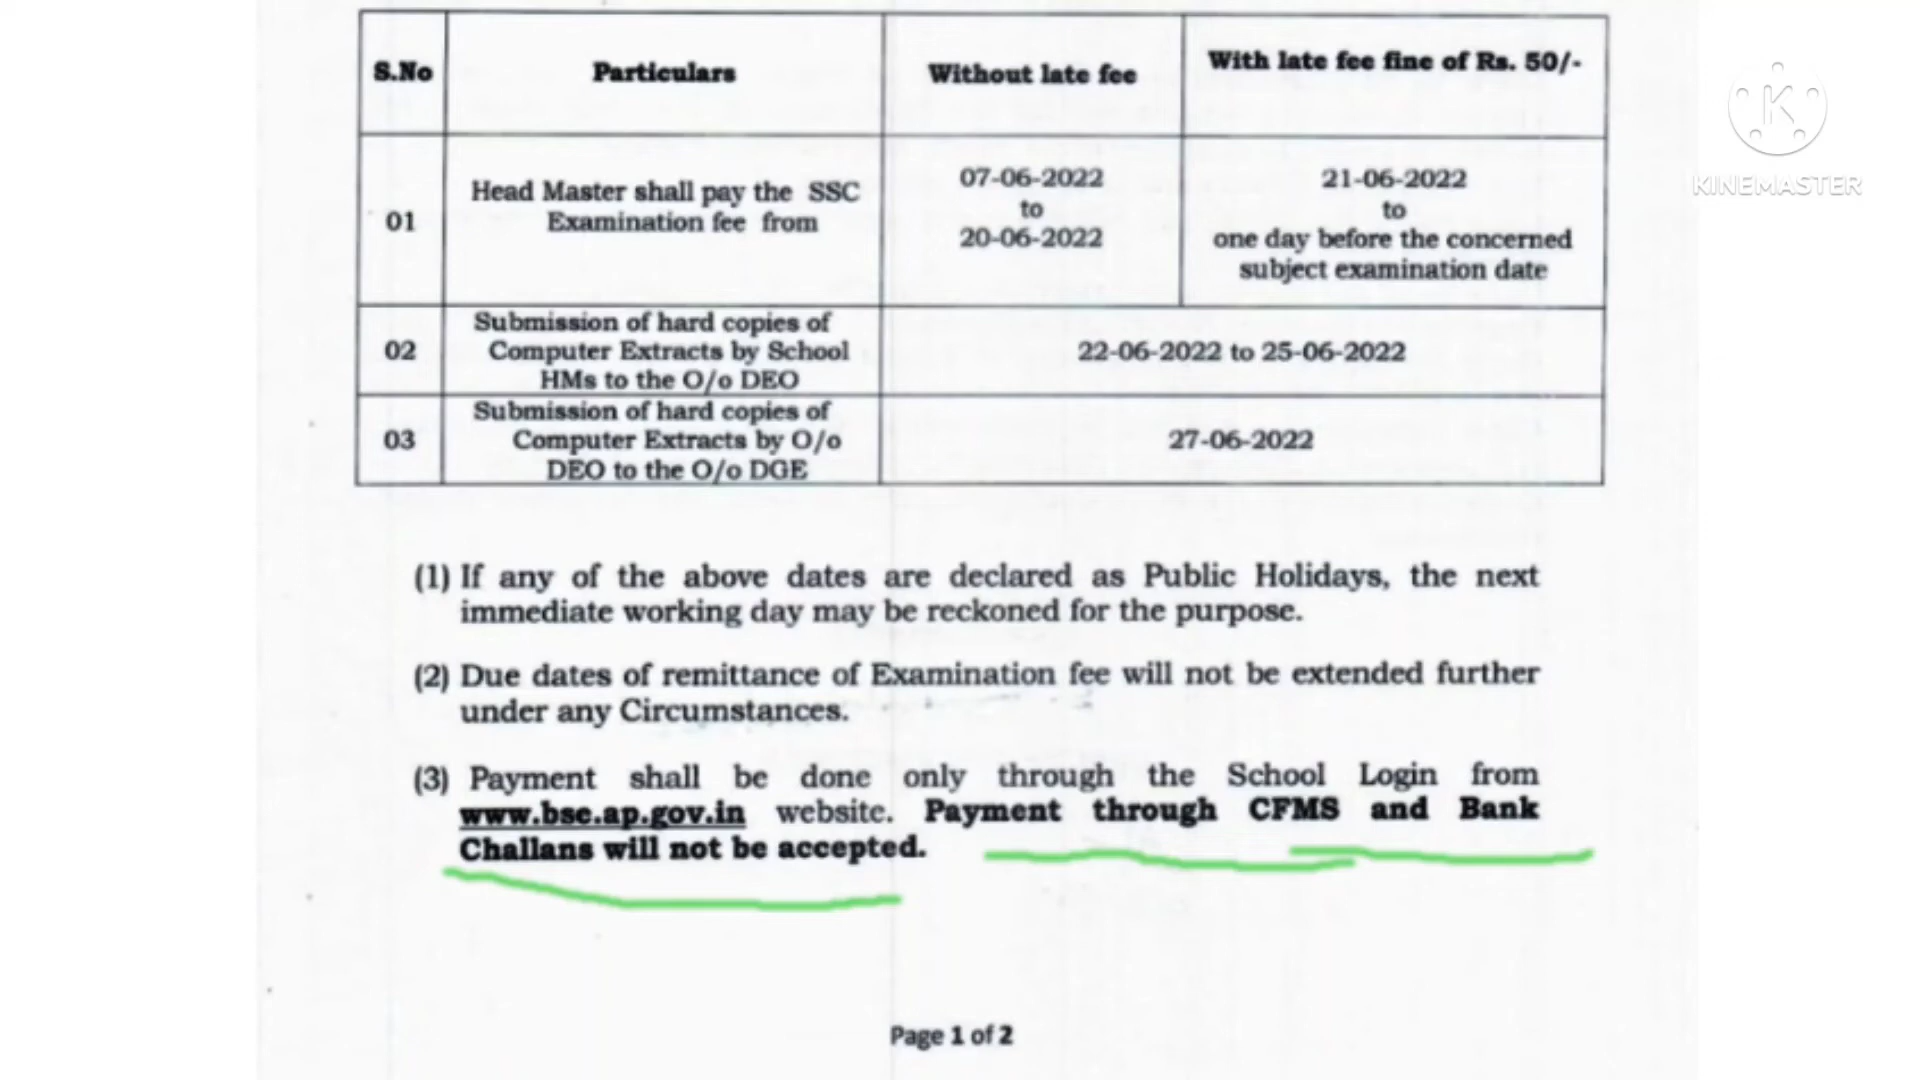 S.No Particulars Without late fee With late fee fine of Rs. 50/-
01 Head Master shall pay the SSC Examination fee from 07-06-2022 to 20-06-2022 21-06-2022 to one day before the concerned subject examination date
02 Submission of hard copies of Computer Extracts by School HMs to the O/o DEO 22-06-2022 to 25-06-2022
03 Submission of hard copies of Computer Extracts by O/o DEO to the O/o DGE 27-06-2022
(1) If any of the above dates are declared as Public Holidays, the next
immediate working day may be reckoned for the purpose.
(2) Due dates of remittance of Examination fee will not be extended further
under any Circumstances.
(3) Payment shall be done only through the School Login from
www.bse.ap.gov.in website. Payment through CFMS and Bank
Challans will not be accepted.
Page 1 of 2
K
KINEMASTER